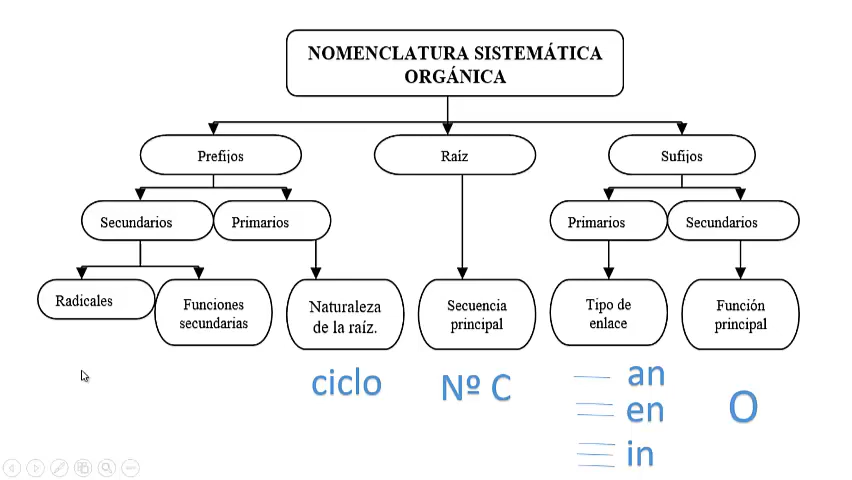 NOMENCLATURA SISTEMÁTICA
ORGÁNICA
Prefijos
Raíz
Sufijos
Secundarios
Primarios
Primarios
Secundarios
Radicales
Funciones
secundarias
Naturaleza
de la raíz.
Secuencia
principal
Tipo de
enlace
Función
principal
ciclo
Nº C
an
en
in
O